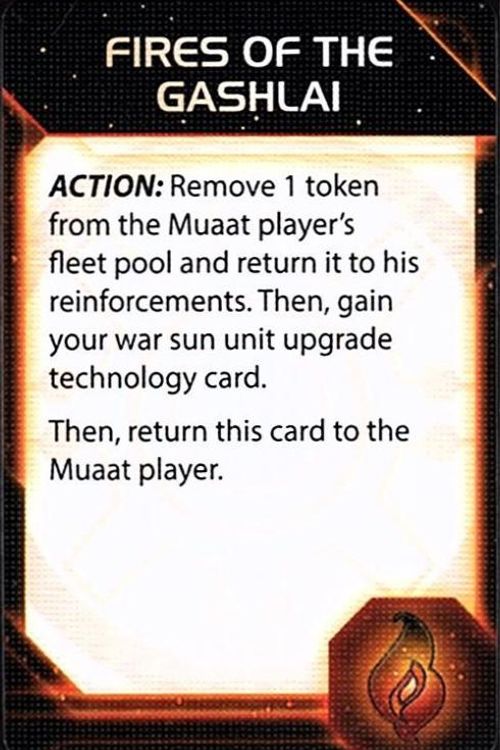 FIRES OF THE
GASHLAI
ACTION: Remove 1 token
from the Muaat player's
fleet pool and return it to his
reinforcements. Then, gain
your war sun unit upgrade
technology card.
Then, return this card to the
Muaat player.